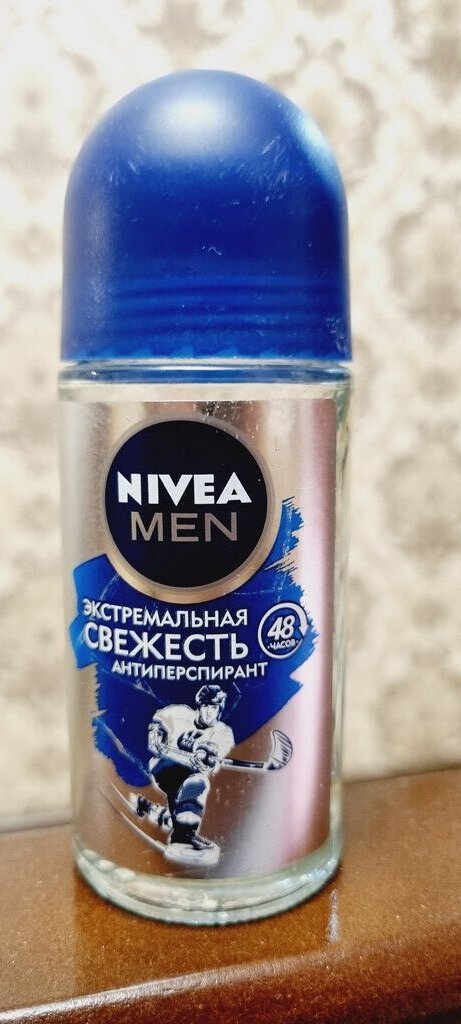 NIVEA
MEN
ЭКСТРЕМАЛЬНАЯ
СВЕЖЕСТЬ
АНТИПЕРСПИРАНТ
48
ЧАСОВ